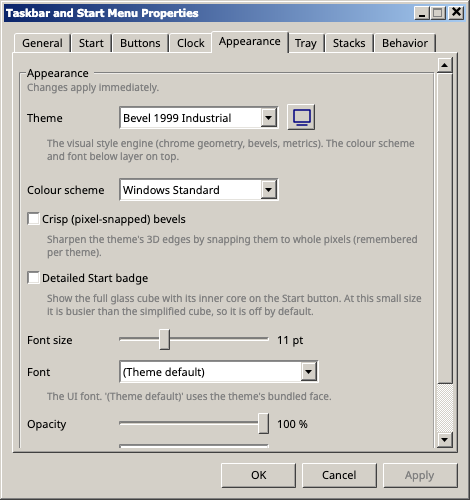 Taskbar and Start Menu Properties
General
Start
Buttons
Clock
Appearance
Tray
Stacks
Behavior
Appearance
Changes apply immediately.
Theme
Bevel 1999 Industrial
The visual style engine (chrome geometry, bevels, metrics). The colour scheme
and font below layer on top.
Colour scheme
Windows Standard
Crisp (pixel-snapped) bevels
Sharpen the theme's 3D edges by snapping them to whole pixels (remembered
per theme).
Detailed Start badge
Show the full glass cube with its inner core on the Start button. At this small size
it is busier than the simplified cube, so it is off by default.
Font size
11 pt
Font
(Theme default)
The UI font. '(Theme default)' uses the theme's bundled face.
Opacity
100 %
OK
Cancel
Apply